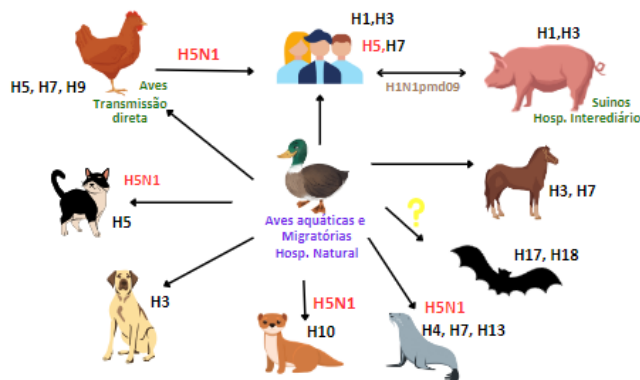 H1,H3
H5,H7
H1,H3
H5N1
H5, H7, H9
Aves
Transmissão
direta
H1N1pmd09
Suinos
Hosp. Interediário
H5N1
H5
Aves aquáticas e
Migratórias
Hosp. Natural
?
H3, H7
H17, H18
H3
H5N1
H10
H5N1
H4, H7, H13